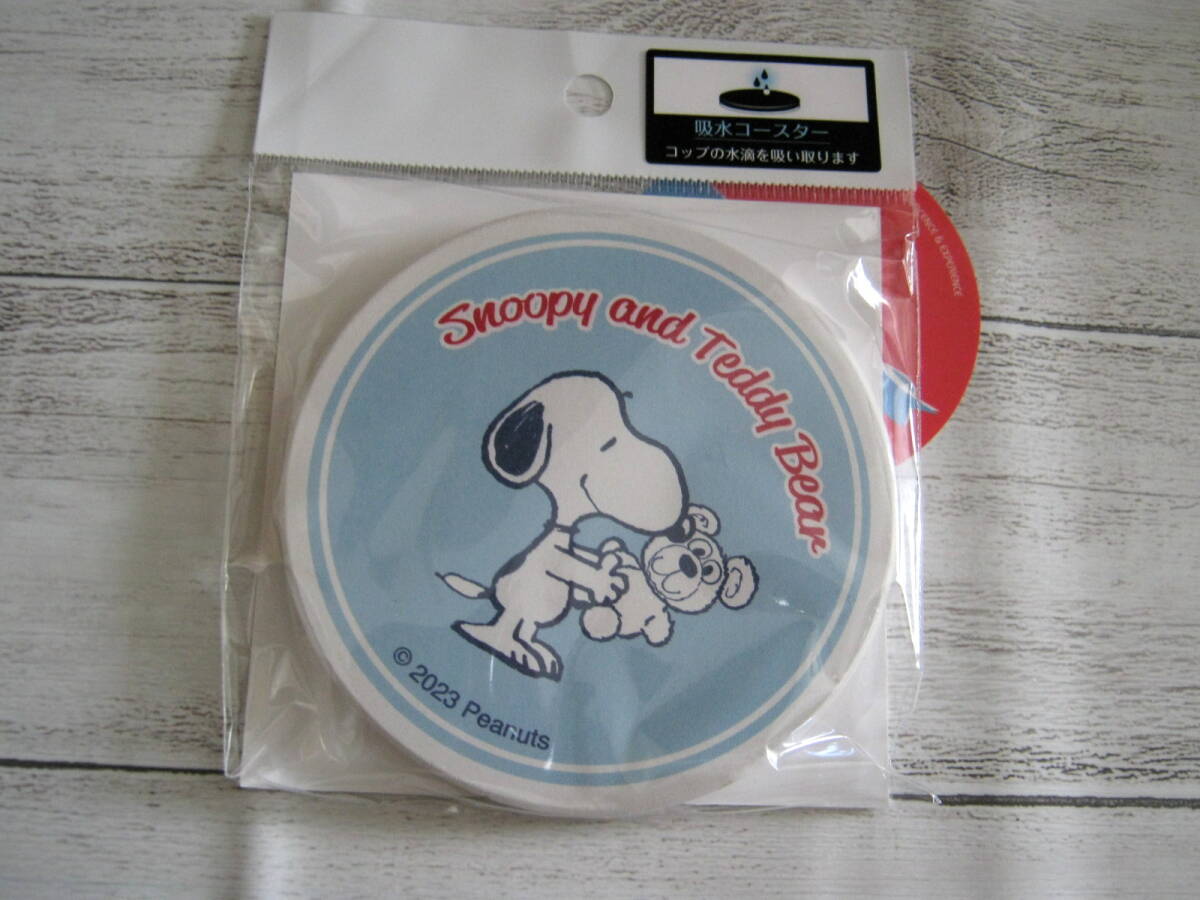 吸水コースター
コップの水滴を吸い取ります
Snoopy and Teddy Bear
© 2023 Peanuts
& EXPERIENCE